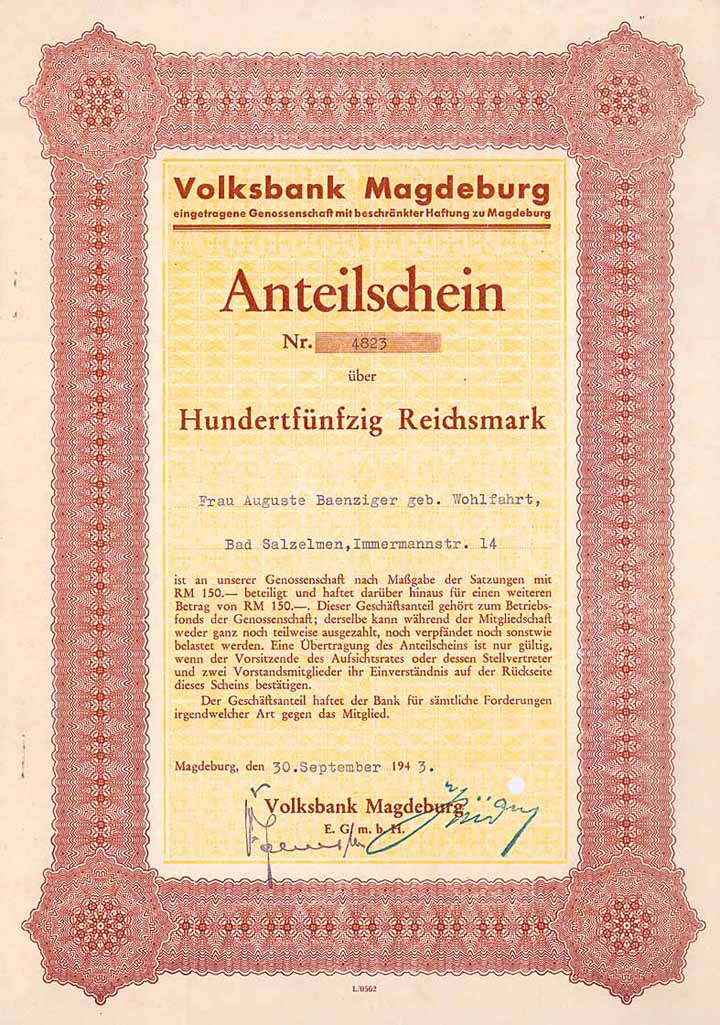 Volksbank Magdeburg
eingetragene Genossenschaft mit beschränkter Haftung zu Magdeburg
Anteilschein
Nr. 4823
über
Hundertfünfzig Reichsmark
Frau Auguste Baenziger geb. Wohlfahrt,
Bad Salzelmen, Immermannstr. 14
ist an unserer Genossenschaft nach Maßgabe der Satzungen mit
RM 150.— beteiligt und haftet darüber hinaus für einen weiteren
Betrag von RM 150.—. Dieser Geschäftsanteil gehört zum Betriebs-
fonds der Genossenschaft; derselbe kann während der Mitgliedschaft
weder ganz noch teilweise ausgezahlt, noch verpfändet noch sonstwie
belastet werden. Eine Übertragung des Anteilscheins ist nur gültig,
wenn der Vorsitzende des Aufsichtsrates oder dessen Stellvertreter
und zwei Vorstandsmitglieder ihr Einverständnis auf der Rückseite
dieses Scheins bestätigen.
Der Geschäftsanteil haftet der Bank für sämtliche Forderungen
irgendwelcher Art gegen das Mitglied.
Magdeburg, den 30.September 1943.
Volksbank Magdeburg
E. G. m. b. H.
L/0562